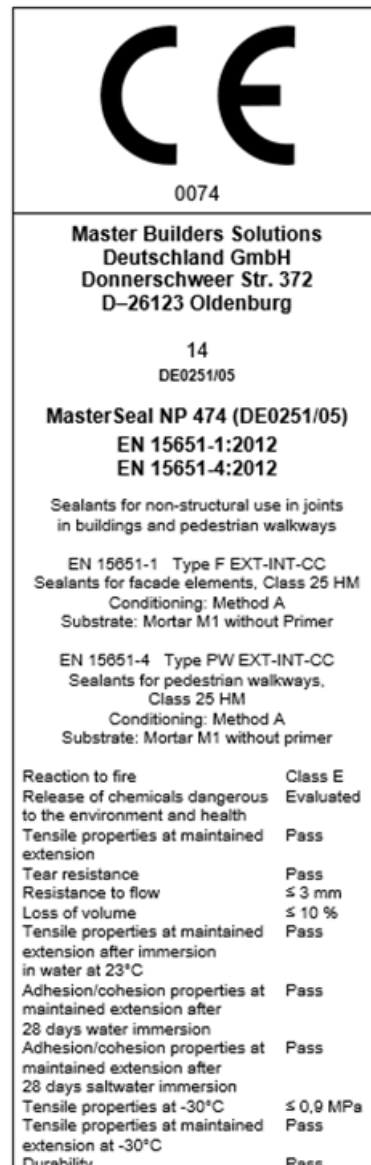 CE
0074
Master Builders Solutions
Deutschland GmbH
Donnerschweer Str. 372
D–26123 Oldenburg
14
DE0251/05
MasterSeal NP 474 (DE0251/05)
EN 15651-1:2012
EN 15651-4:2012
Sealants for non-structural use in joints
in buildings and pedestrian walkways
EN 15651-1 Type F EXT-INT-CC
Sealants for facade elements, Class 25 HM
Conditioning: Method A
Substrate: Mortar M1 without Primer
EN 15651-4 Type PW EXT-INT-CC
Sealants for pedestrian walkways,
Class 25 HM
Conditioning: Method A
Substrate: Mortar M1 without primer
Reaction to fire Class E
Release of chemicals dangerous Evaluated
to the environment and health
Tensile properties at maintained Pass
extension
Tear resistance Pass
Resistance to flow ≤ 3 mm
Loss of volume ≤ 10 %
Tensile properties at maintained Pass
extension after immersion
in water at 23°C
Adhesion/cohesion properties at Pass
maintained extension after
28 days water immersion
Adhesion/cohesion properties at Pass
maintained extension after
28 days saltwater immersion
Tensile properties at -30°C ≤ 0,9 MPa
Tensile properties at maintained Pass
extension at -30°C
Durability Pass